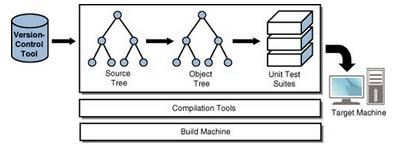 Version-
Control
Tool
Source
Tree
Object
Tree
Unit Test
Suites
Target Machine
Compilation Tools
Build Machine